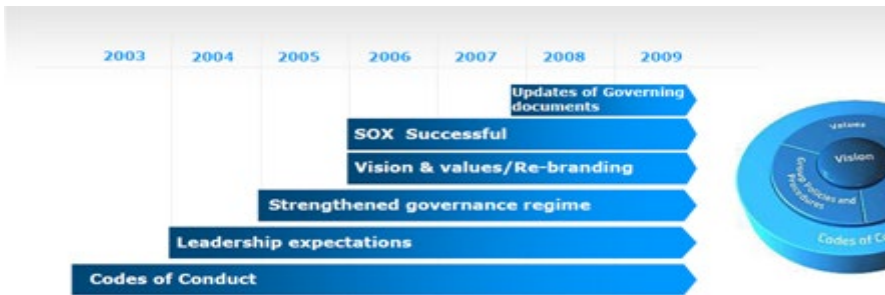 2003 2004 2005 2006 2007 2008 2009
Updates of Governing
documents
SOX Successful
Vision & values/Re-branding
Strengthened governance regime
Leadership expectations
Codes of Conduct
Values
Vision
Group Policies and
Procedures
Codes of